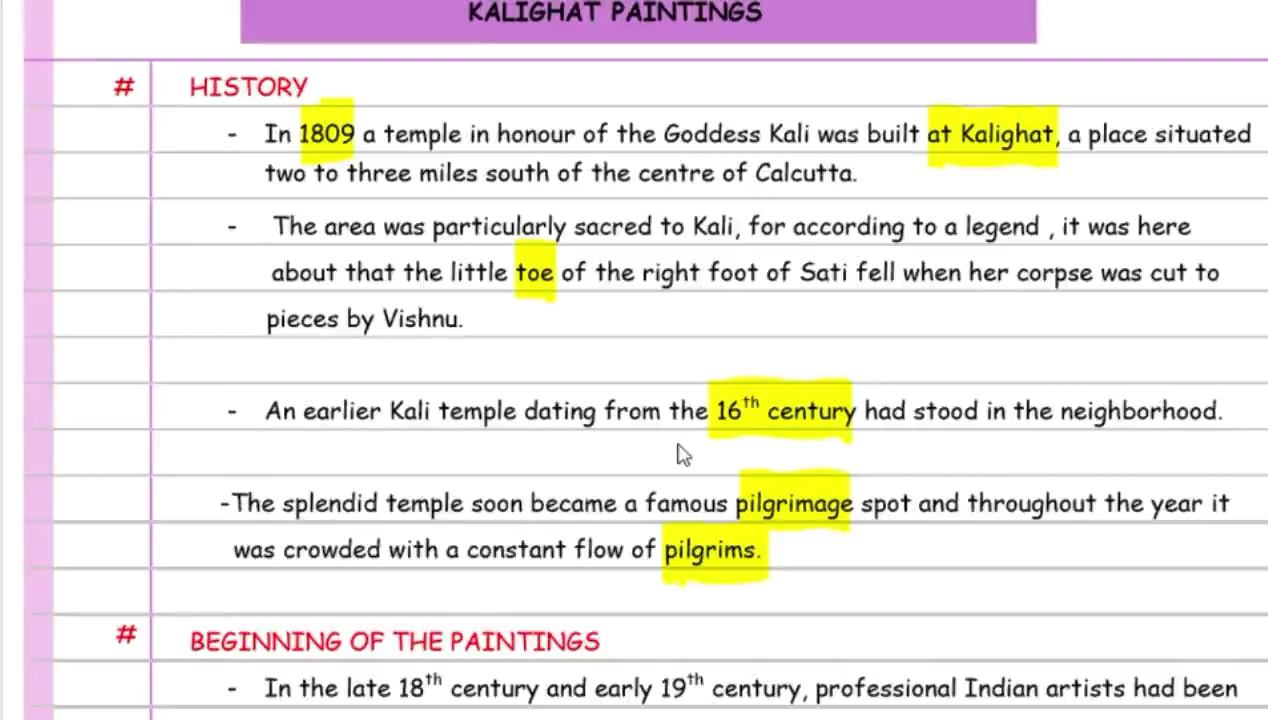 KALIGHAT PAINTINGS
# HISTORY
- In 1809 a temple in honour of the Goddess Kali was built at Kalighat, a place situated
two to three miles south of the centre of Calcutta.
- The area was particularly sacred to Kali, for according to a legend , it was here
about that the little toe of the right foot of Sati fell when her corpse was cut to
pieces by Vishnu.
- An earlier Kali temple dating from the 16th century had stood in the neighborhood.
-The splendid temple soon became a famous pilgrimage spot and throughout the year it
was crowded with a constant flow of pilgrims.
# BEGINNING OF THE PAINTINGS
- In the late 18th century and early 19th century, professional Indian artists had been